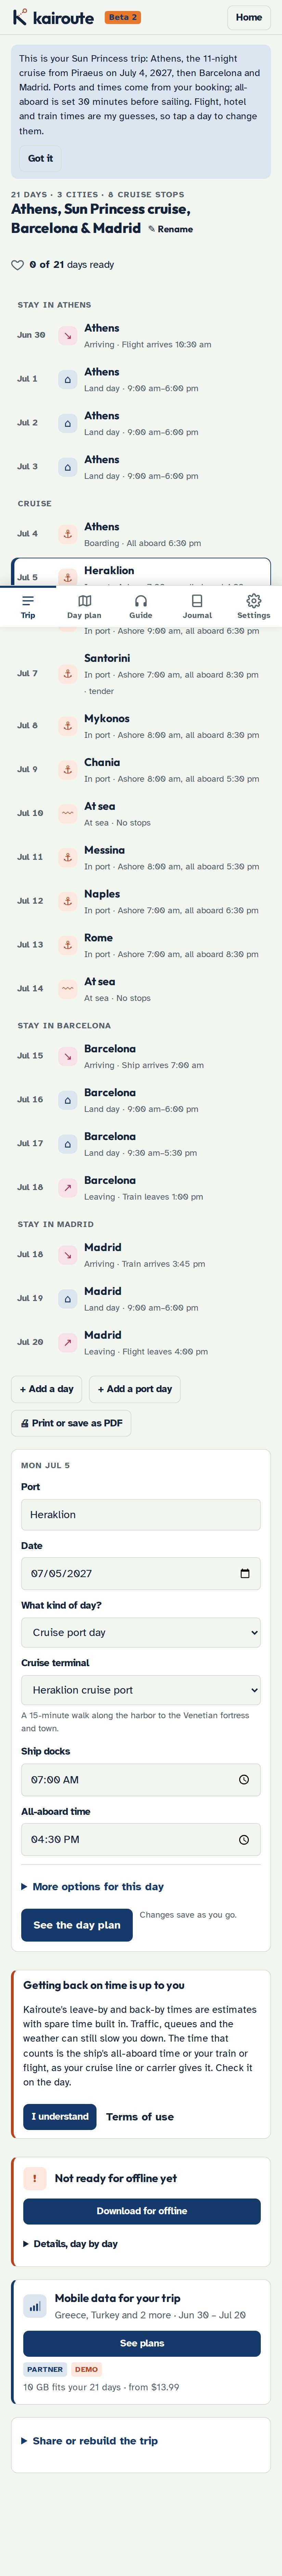 kairoute Beta 2 Home
This is your Sun Princess trip: Athens, the 11-night
cruise from Piraeus on July 4, 2027, then Barcelona and
Madrid. Ports and times come from your booking; all-
aboard is set 30 minutes before sailing. Flight, hotel
and train times are my guesses, so tap a day to change
them.
Got it
21 DAYS · 3 CITIES · 8 CRUISE STOPS
Athens, Sun Princess cruise,
Barcelona & Madrid ✎ Rename
0 of 21 days ready
STAY IN ATHENS
Jun 30 Athens
Arriving · Flight arrives 10:30 am
Jul 1 Athens
Land day · 9:00 am–6:00 pm
Jul 2 Athens
Land day · 9:00 am–6:00 pm
Jul 3 Athens
Land day · 9:00 am–6:00 pm
CRUISE
Jul 4 Athens
Boarding · All aboard 6:30 pm
Jul 5 Heraklion
Trip Day plan Guide Journal Settings
In port · Ashore 9:00 am, all aboard 6:30 pm
Jul 7 Santorini
In port · Ashore 7:00 am, all aboard 8:30 pm
· tender
Jul 8 Mykonos
In port · Ashore 8:00 am, all aboard 8:30 pm
Jul 9 Chania
In port · Ashore 8:00 am, all aboard 5:30 pm
Jul 10 At sea
At sea · No stops
Jul 11 Messina
In port · Ashore 8:00 am, all aboard 5:30 pm
Jul 12 Naples
In port · Ashore 7:00 am, all aboard 6:30 pm
Jul 13 Rome
In port · Ashore 7:00 am, all aboard 8:30 pm
Jul 14 At sea
At sea · No stops
STAY IN BARCELONA
Jul 15 Barcelona
Arriving · Ship arrives 7:00 am
Jul 16 Barcelona
Land day · 9:00 am–6:00 pm
Jul 17 Barcelona
Land day · 9:30 am–5:30 pm
Jul 18 Barcelona
Leaving · Train leaves 1:00 pm
STAY IN MADRID
Jul 18 Madrid
Arriving · Train arrives 3:45 pm
Jul 19 Madrid
Land day · 9:00 am–6:00 pm
Jul 20 Madrid
Leaving · Flight leaves 4:00 pm
+ Add a day + Add a port day
Print or save as PDF
MON JUL 5
Port
Heraklion
Date
07/05/2027
What kind of day?
Cruise port day
Cruise terminal
Heraklion cruise port
A 15-minute walk along the harbor to the Venetian fortress
and town.
Ship docks
07:00 AM
All-aboard time
04:30 PM
More options for this day
See the day plan Changes save as you go.
Getting back on time is up to you
Kairoute's leave-by and back-by times are estimates
with spare time built in. Traffic, queues and the
weather can still slow you down. The time that
counts is the ship's all-aboard time or your train or
flight, as your cruise line or carrier gives it. Check it
on the day.
I understand Terms of use
! Not ready for offline yet
Download for offline
Details, day by day
Mobile data for your trip
Greece, Turkey and 2 more · Jun 30 – Jul 20
See plans
PARTNER DEMO
10 GB fits your 21 days · from $13.99
Share or rebuild the trip